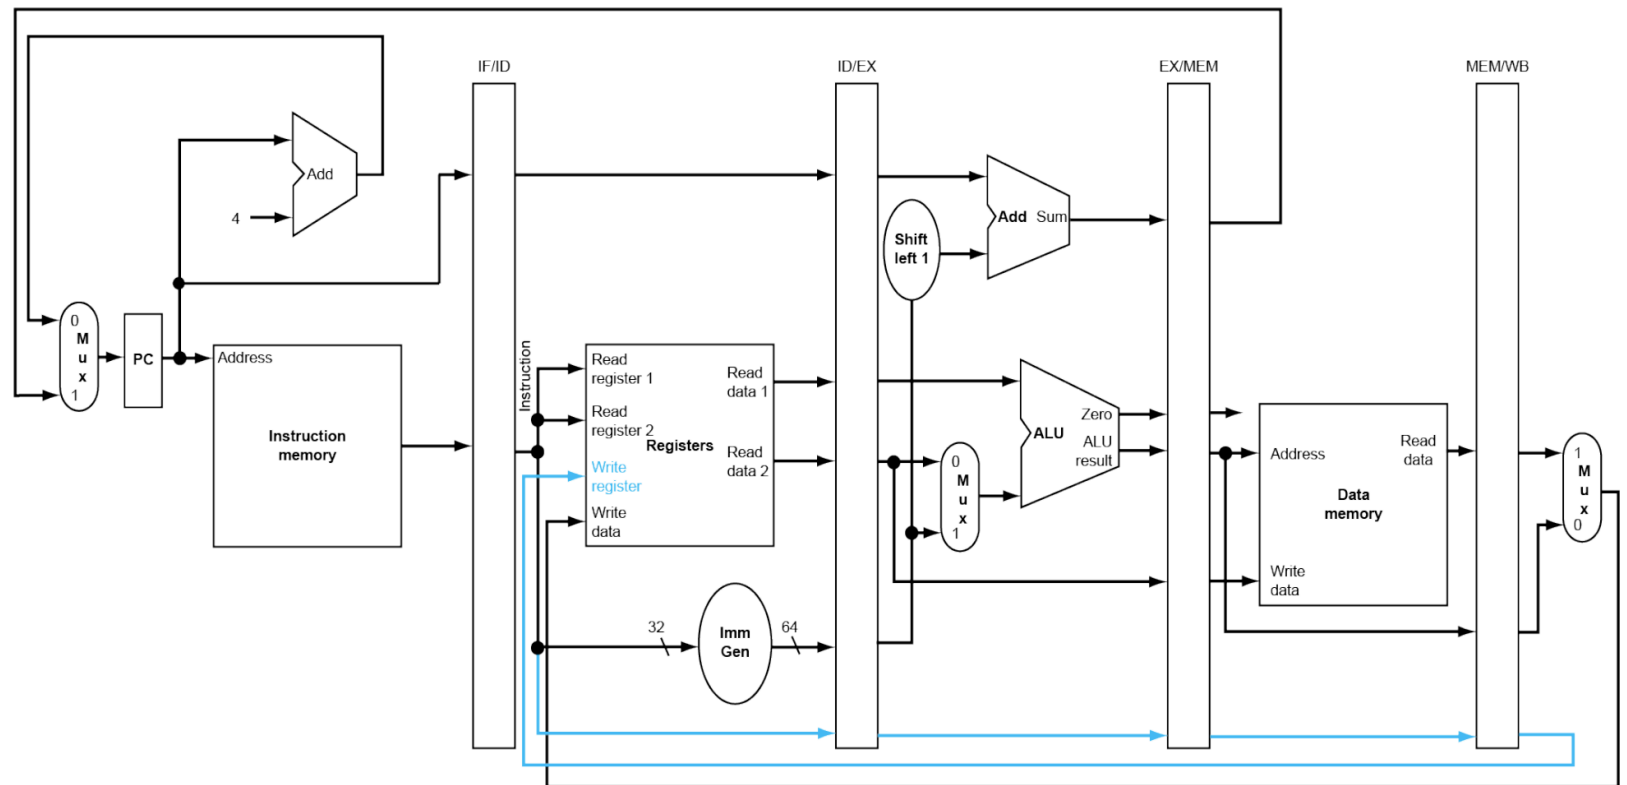 IF/ID
ID/EX
EX/MEM
MEM/WB
Add
4
Add Sum
Shift
left 1
0
M
u
x
1
PC
Address
Instruction
memory
Instruction
Read
register 1
Read
register 2
Write
register
Write
data
Registers
Read
data 1
Read
data 2
0
M
u
x
1
ALU
Zero
ALU
result
Address
Read
data
Data
memory
Write
data
1
M
u
x
0
32
Imm
Gen
64